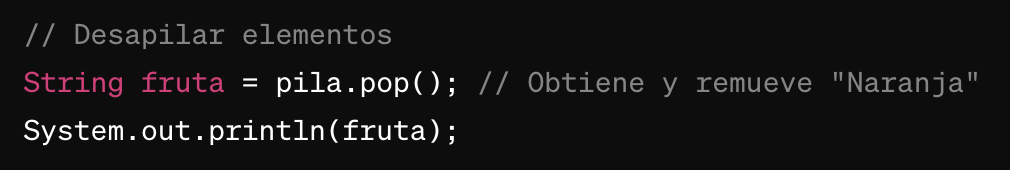 // Desapilar elementos
String fruta = pila.pop(); // Obtiene y remueve "Naranja"
System.out.println(fruta);